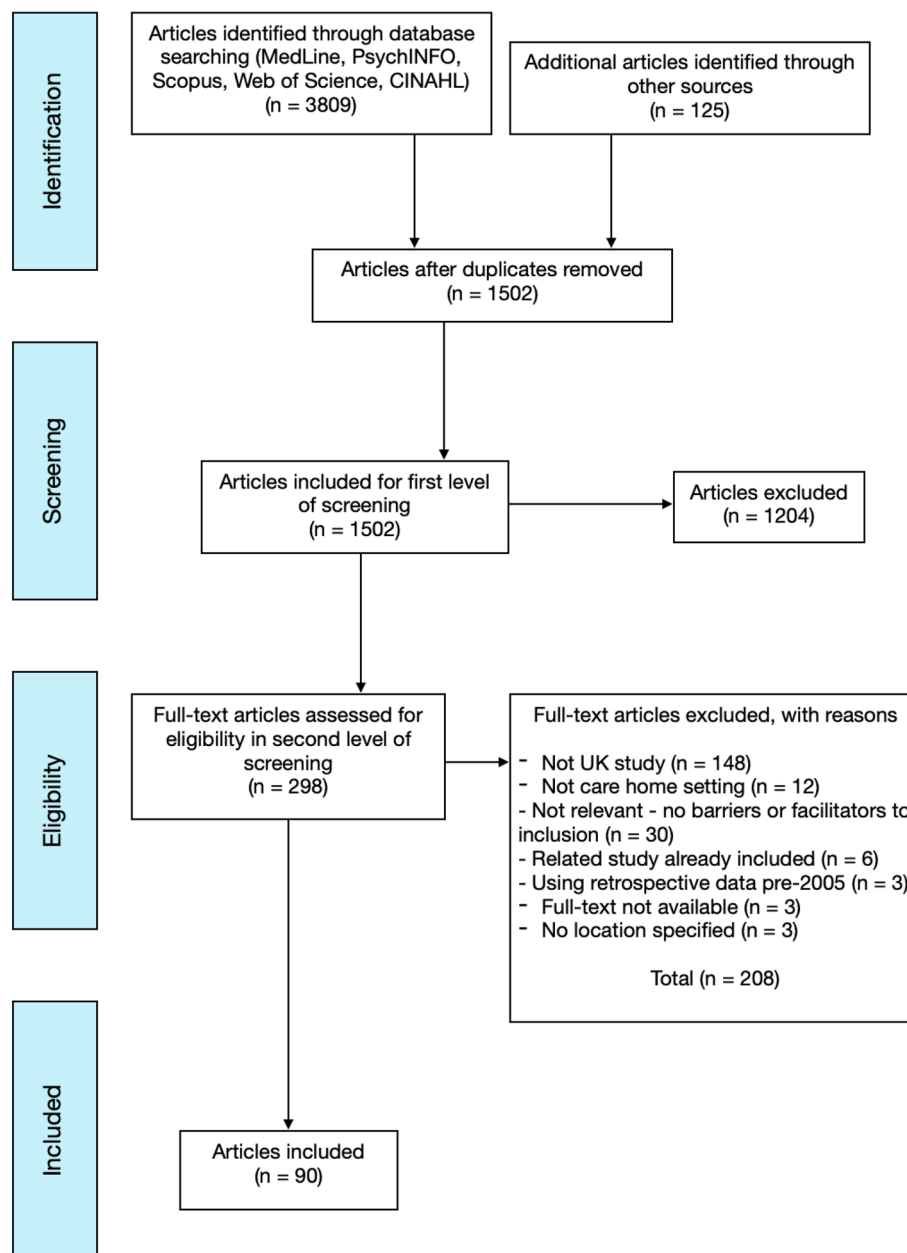 Identification
Articles identified through database
searching (MedLine, PsychINFO,
Scopus, Web of Science, CINAHL)
(n = 3809)
Additional articles identified through
other sources
(n = 125)
Articles after duplicates removed
(n = 1502)
Screening
Articles included for first level
of screening
(n = 1502)
Articles excluded
(n = 1204)
Eligibility
Full-text articles assessed for
eligibility in second level of
screening
(n = 298)
Full-text articles excluded, with reasons
- Not UK study (n = 148)
- Not care home setting (n = 12)
- Not relevant - no barriers or facilitators to
inclusion (n = 30)
- Related study already included (n = 6)
- Using retrospective data pre-2005 (n = 3)
- Full-text not available (n = 3)
- No location specified (n = 3)
Total (n = 208)
Included
Articles included
(n = 90)